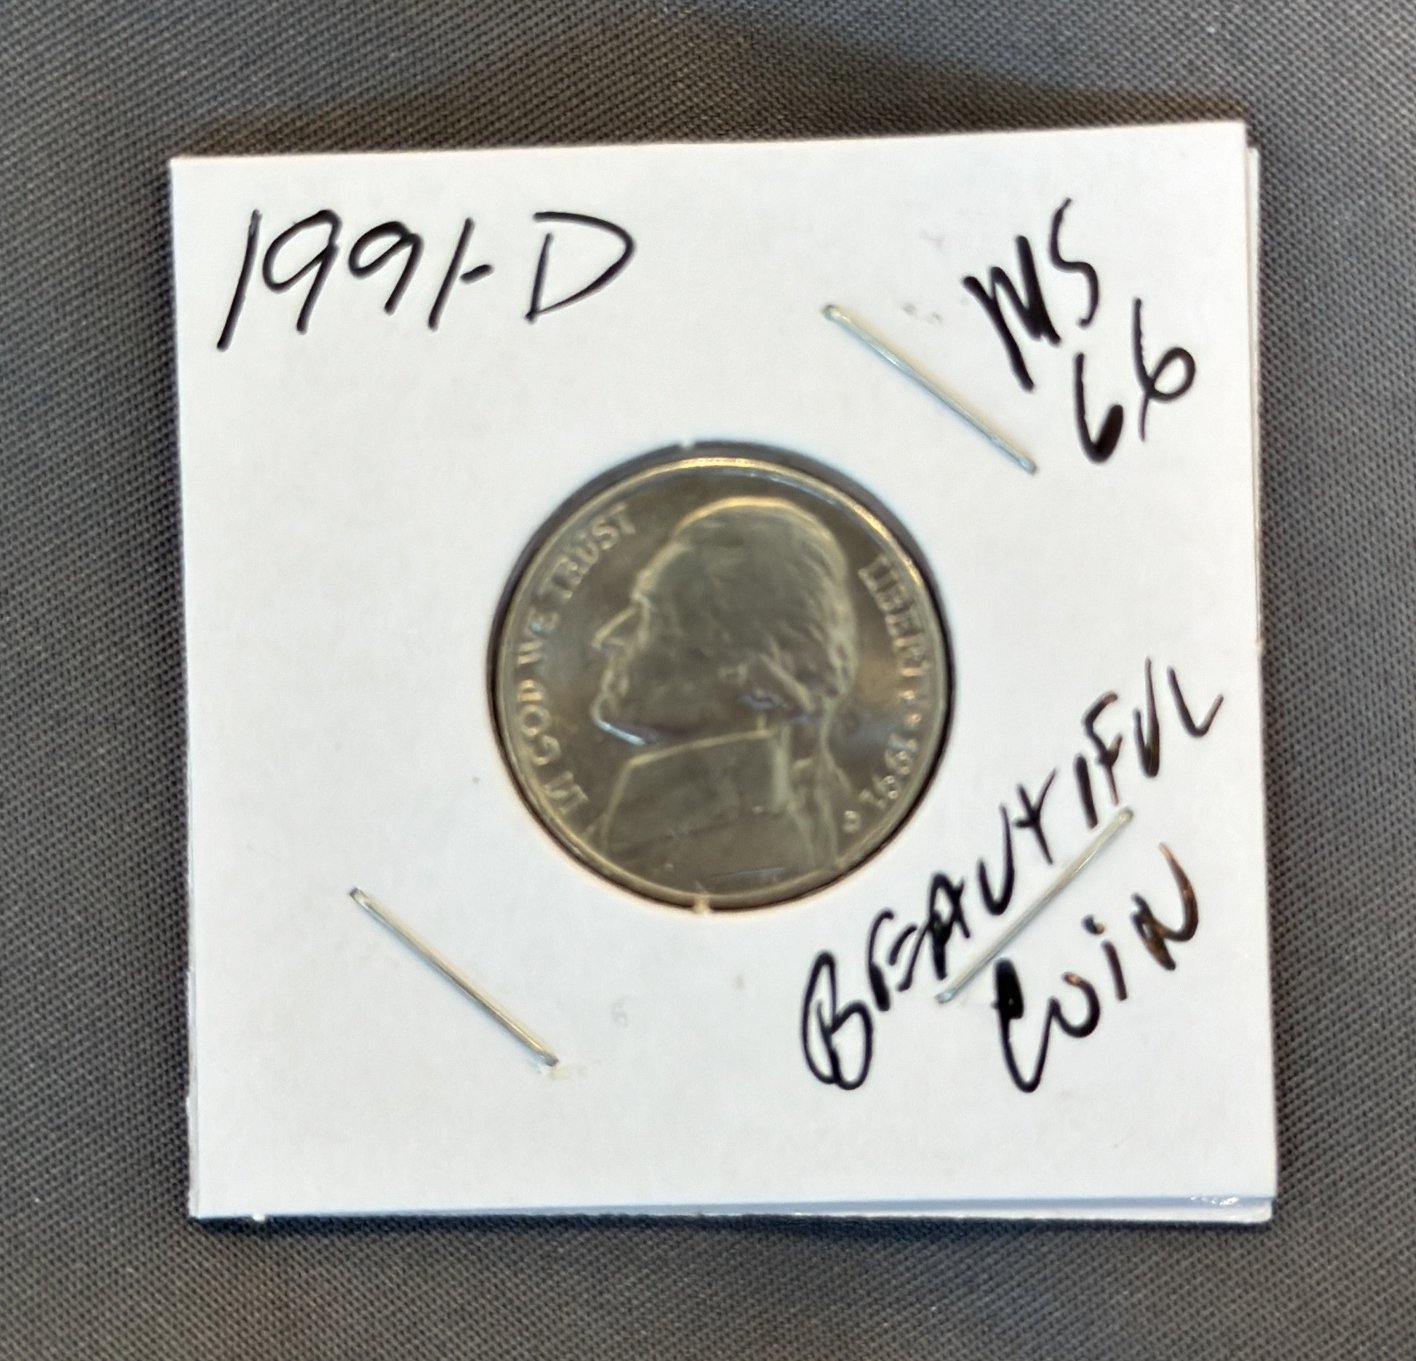 1991-D
MS
66
IN GOD WE TRUST
LIBERTY
1991
D
BEAUtIFUL
COiN